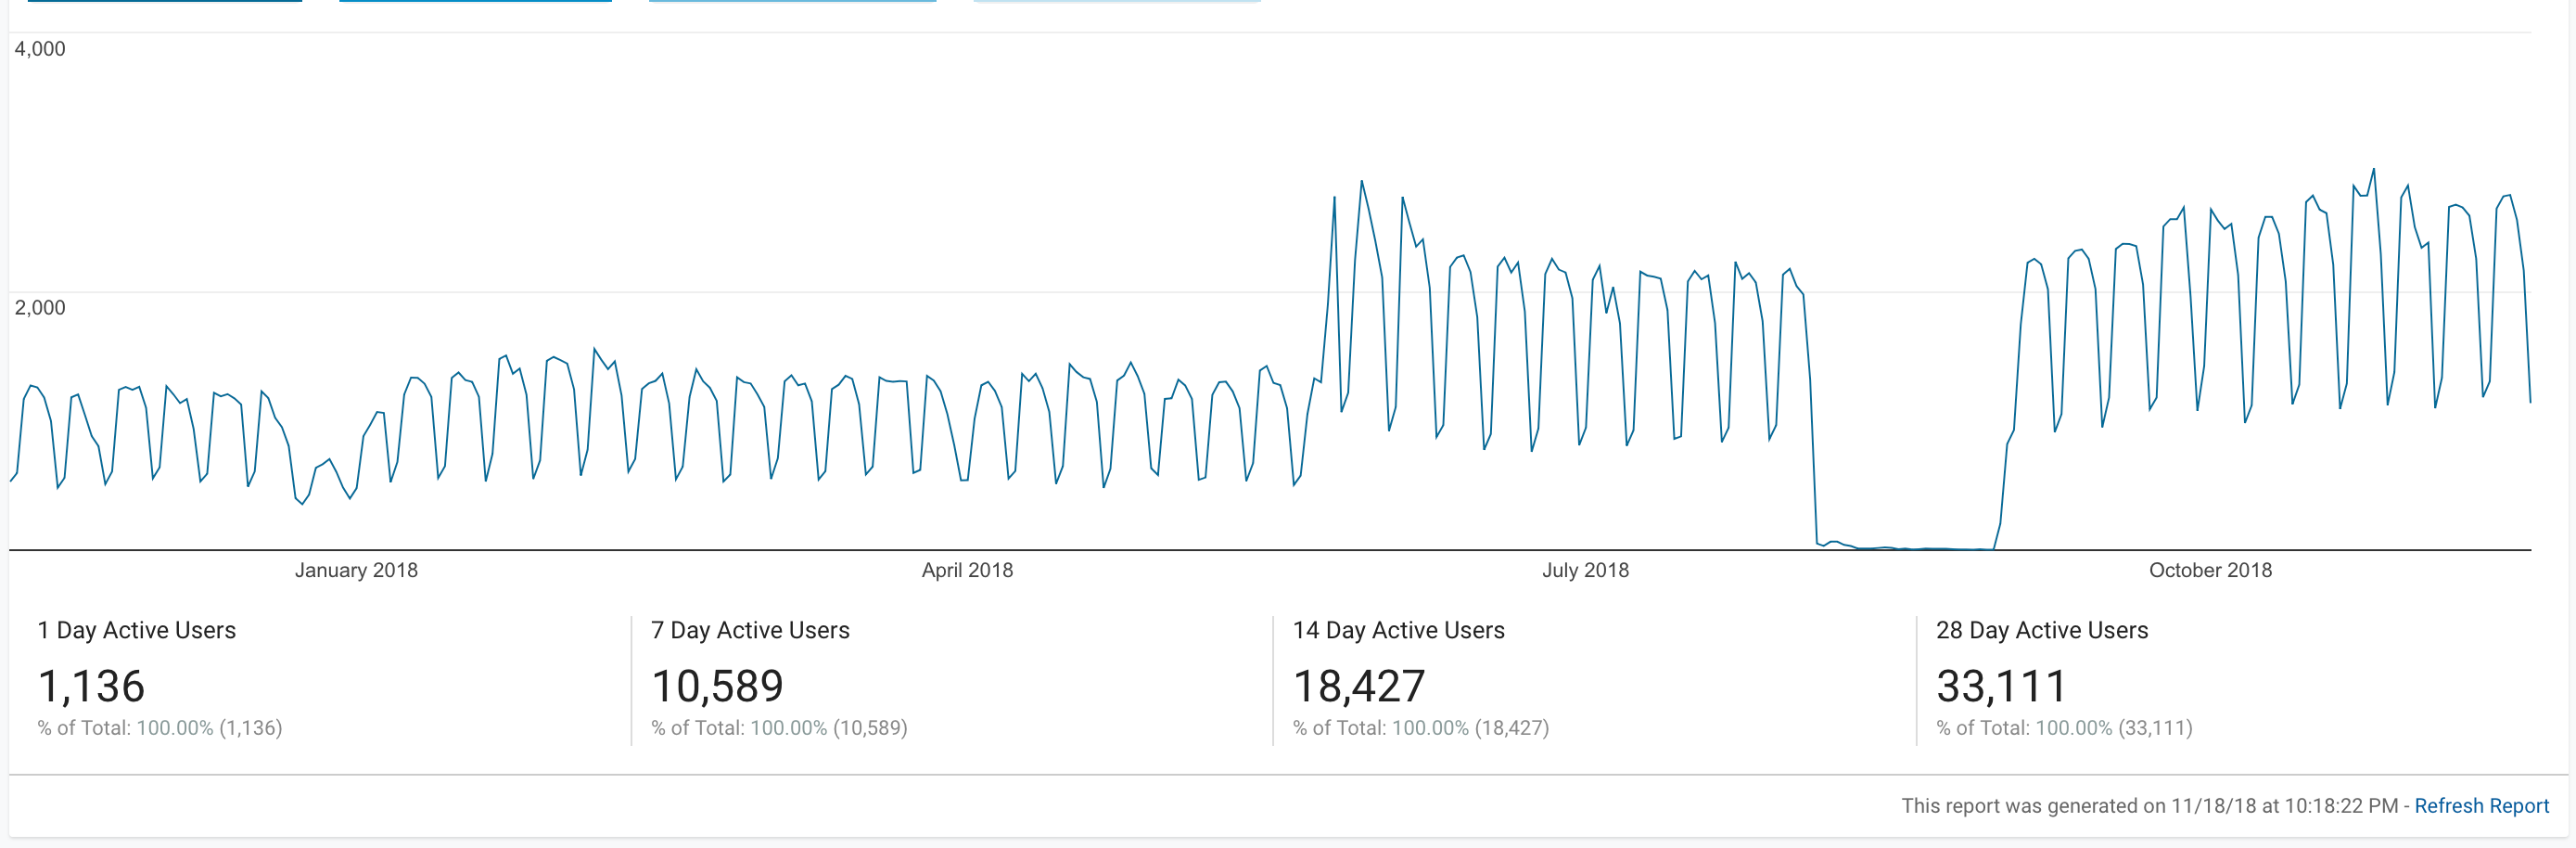 4,000
2,000
January 2018 April 2018 July 2018 October 2018
1 Day Active Users 7 Day Active Users 14 Day Active Users 28 Day Active Users
1,136 10,589 18,427 33,111
% of Total: 100.00% (1,136) % of Total: 100.00% (10,589) % of Total: 100.00% (18,427) % of Total: 100.00% (33,111)
This report was generated on 11/18/18 at 10:18:22 PM - Refresh Report